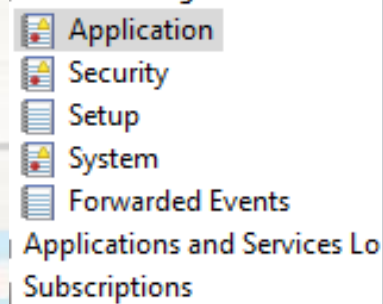 Application
Security
Setup
System
Forwarded Events
Applications and Services Lo
Subscriptions